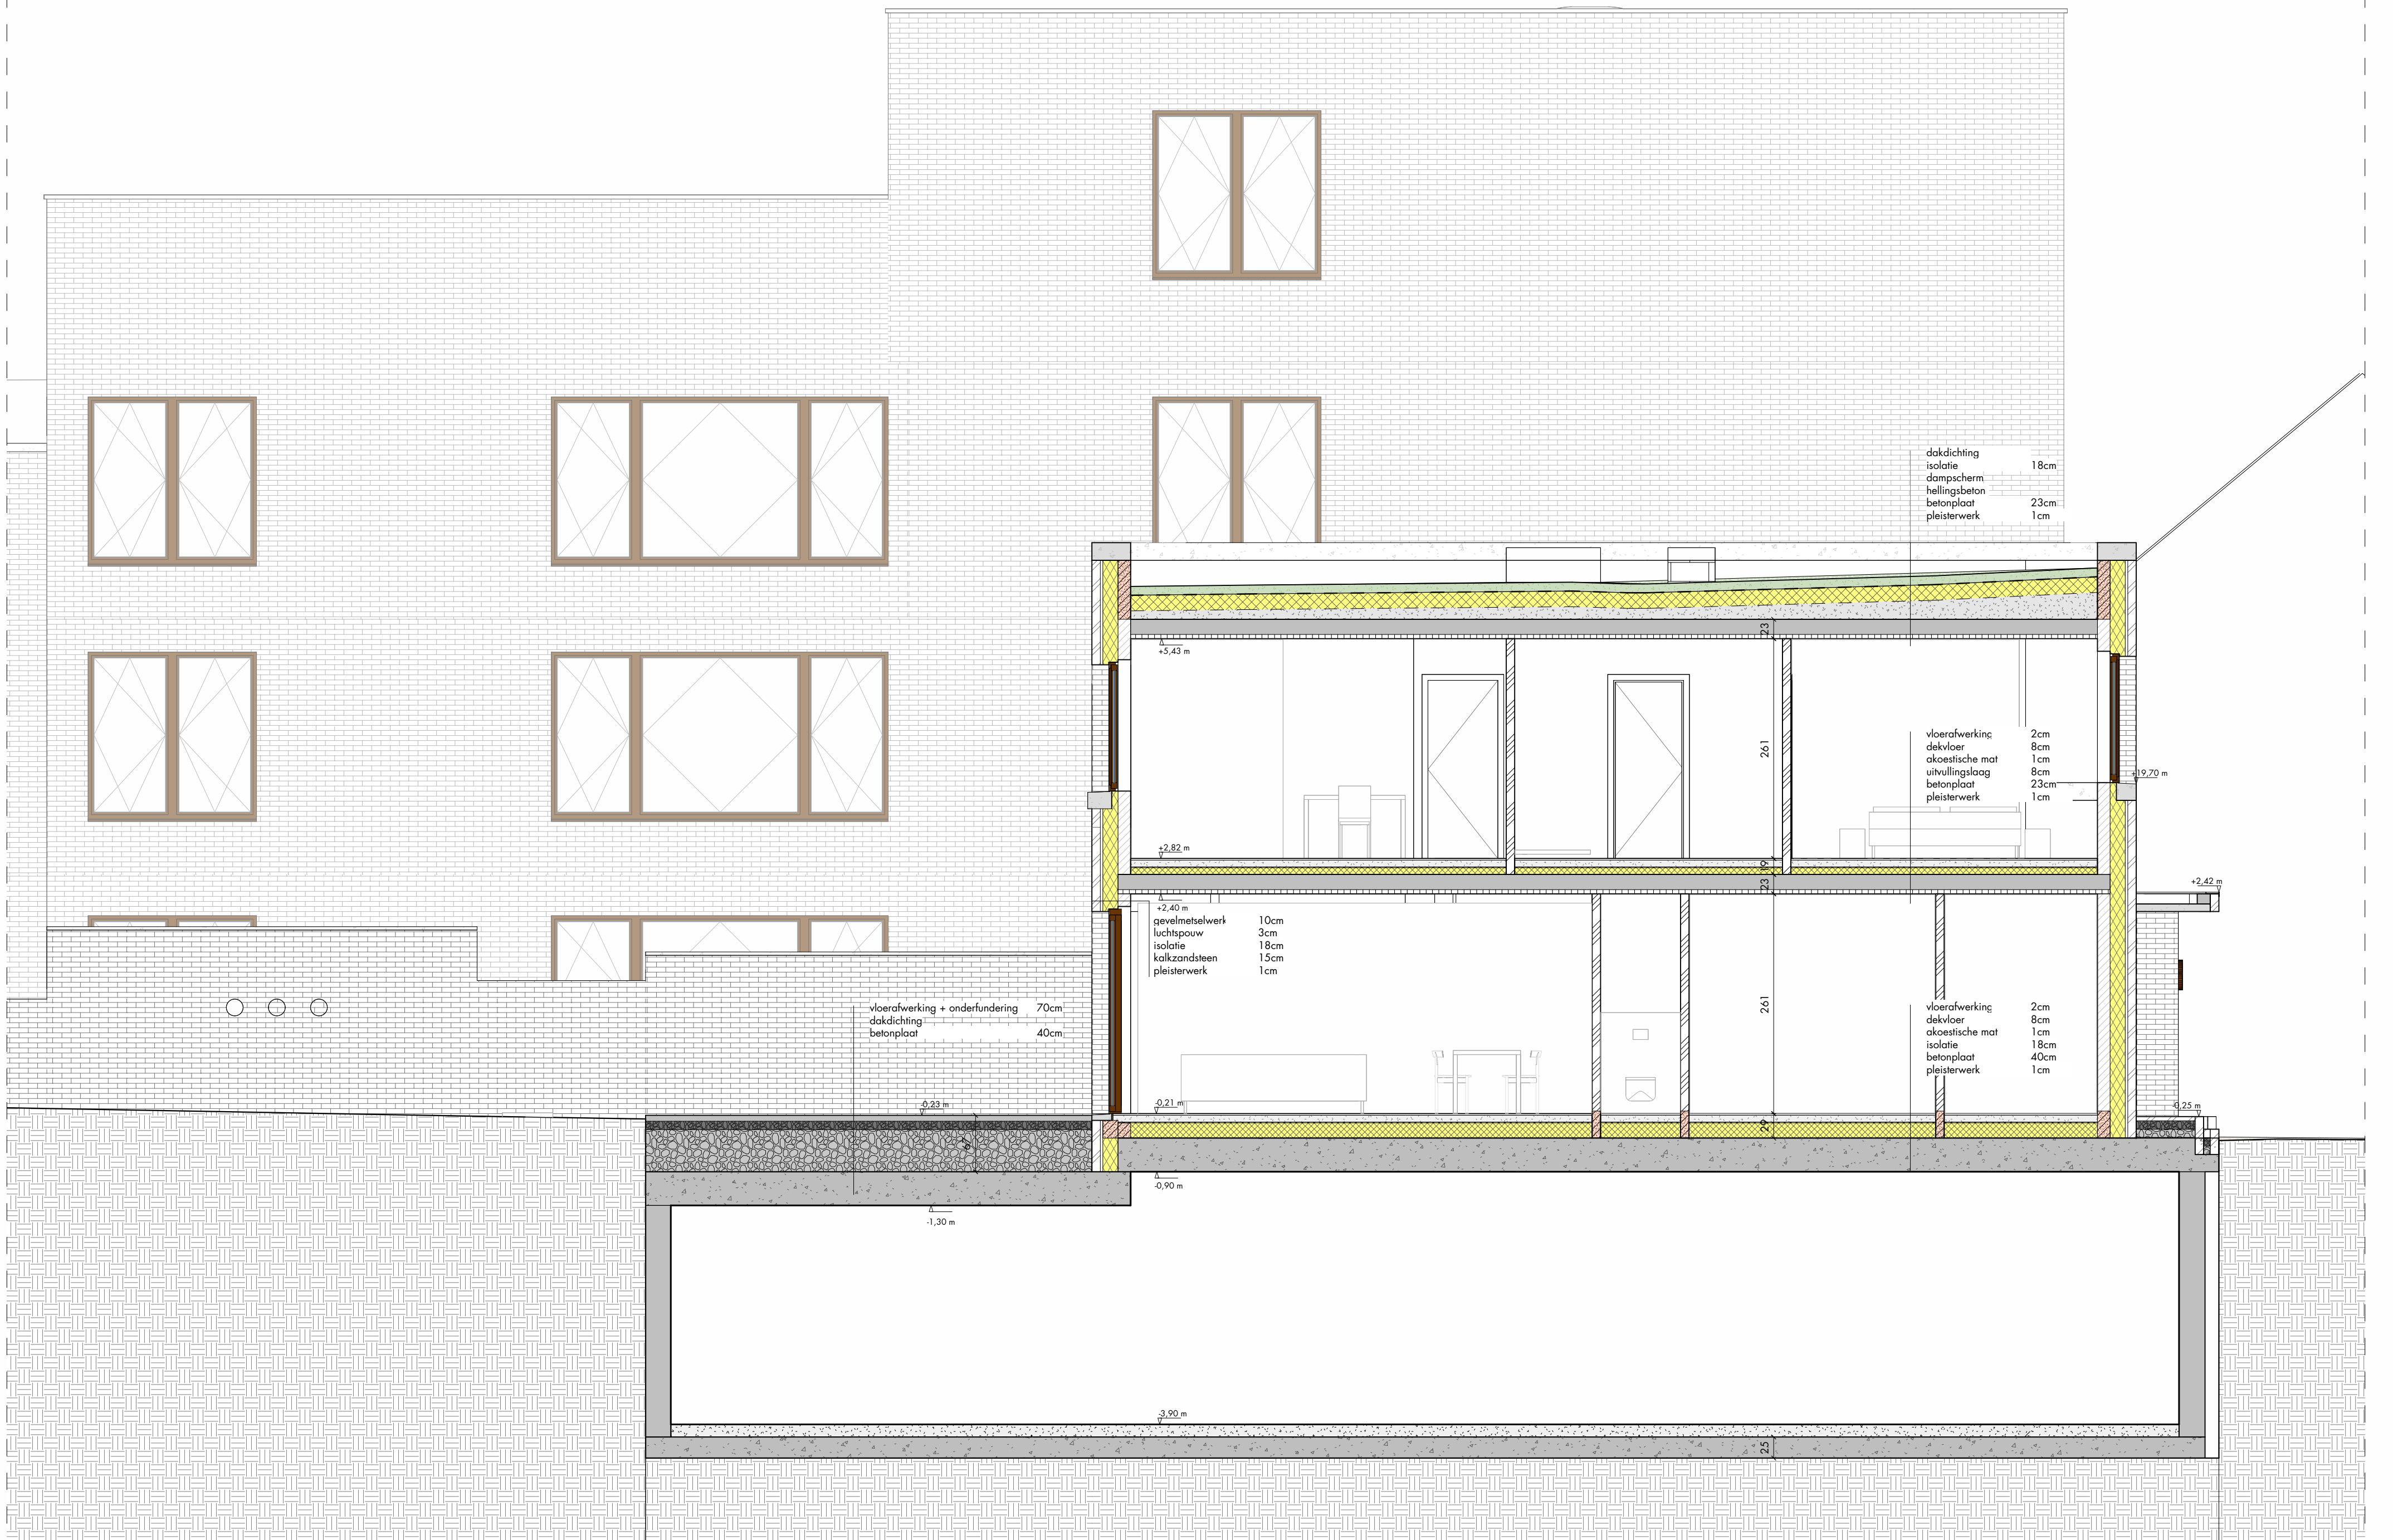 dakdichting
isolatie 18cm
dampscherm
hellingsbeton
betonplaat 23cm
pleisterwerk 1cm
23
+5,43 m
261
vloerafwerking 2cm
dekvloer 8cm
akoestische mat 1cm
uitvullingslaag 8cm
betonplaat 23cm
pleisterwerk 1cm
+19,70 m
+2,82 m
19
23
+2,42 m
+2,40 m
gevelmetselwerk 10cm
luchtspouw 3cm
isolatie 18cm
kalkzandsteen 15cm
pleisterwerk 1cm
261
vloerafwerking + onderfundering 70cm
dakdichting
betonplaat 40cm
vloerafwerking 2cm
dekvloer 8cm
akoestische mat 1cm
isolatie 18cm
betonplaat 40cm
pleisterwerk 1cm
-0,23 m
-0,21 m
-0,25 m
67
29
-0,90 m
-1,30 m
-3,90 m
25